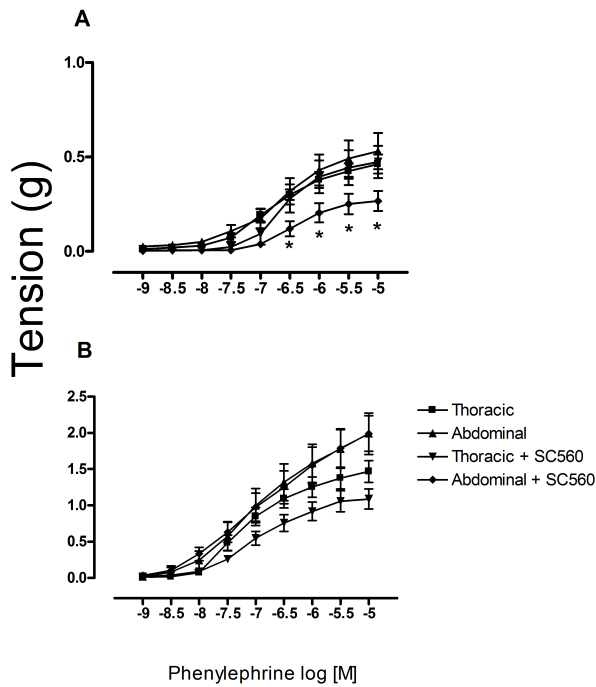 A
Tension (g)
1.0
0.5
0.0
* * * *
-9 -8.5 -8 -7.5 -7 -6.5 -6 -5.5 -5
B
2.5
2.0
1.5
1.0
0.5
0.0
-9 -8.5 -8 -7.5 -7 -6.5 -6 -5.5 -5
Thoracic
Abdominal
Thoracic + SC560
Abdominal + SC560
Phenylephrine log [M]